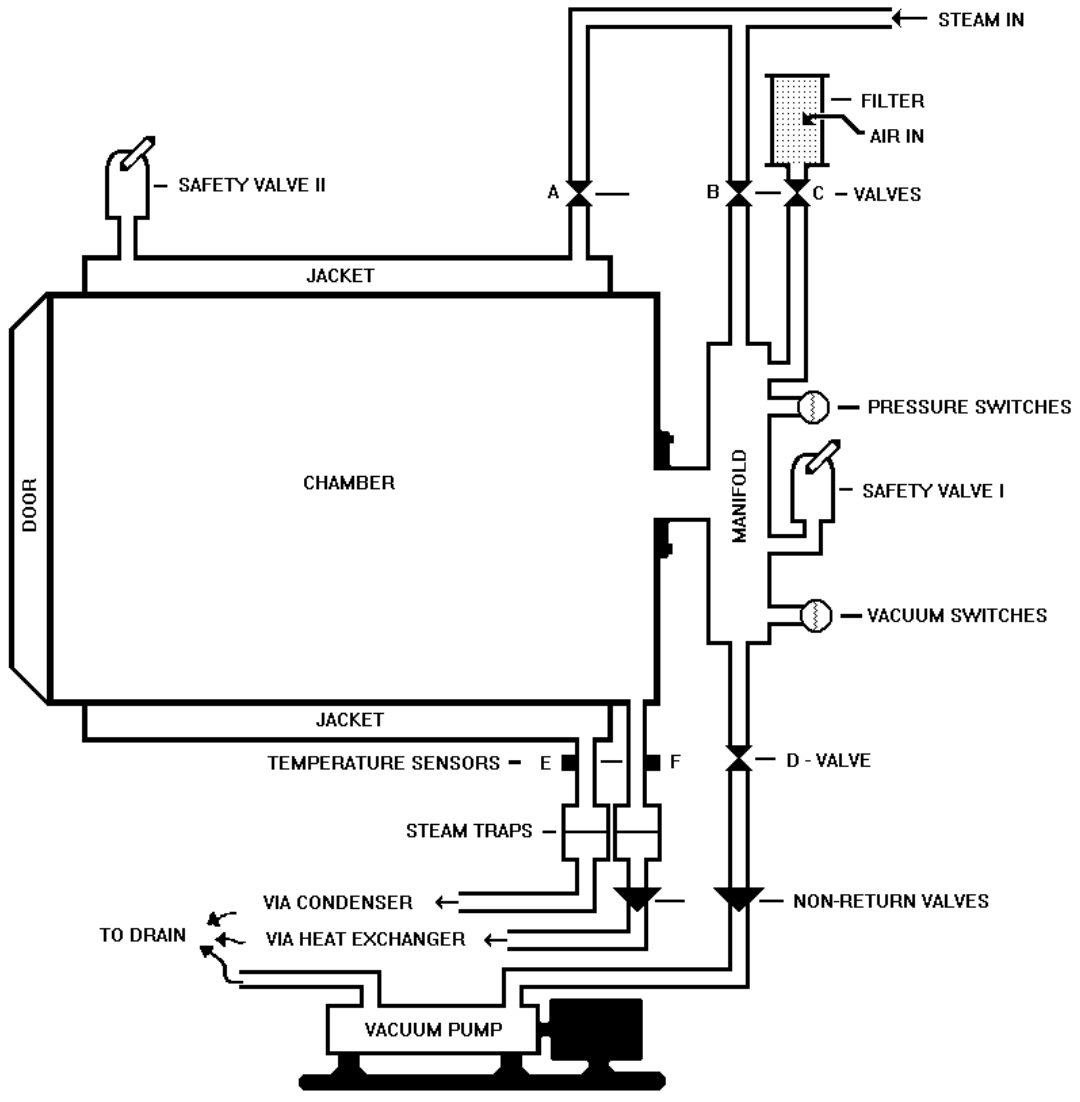 STEAM IN
FILTER
AIR IN
SAFETY VALVE II
A
B
C - VALVES
JACKET
PRESSURE SWITCHES
CHAMBER
DOOR
MANIFOLD
SAFETY VALVE I
VACUUM SWITCHES
JACKET
TEMPERATURE SENSORS - E
F
D - VALVE
STEAM TRAPS
VIA CONDENSER
NON-RETURN VALVES
TO DRAIN
VIA HEAT EXCHANGER
VACUUM PUMP